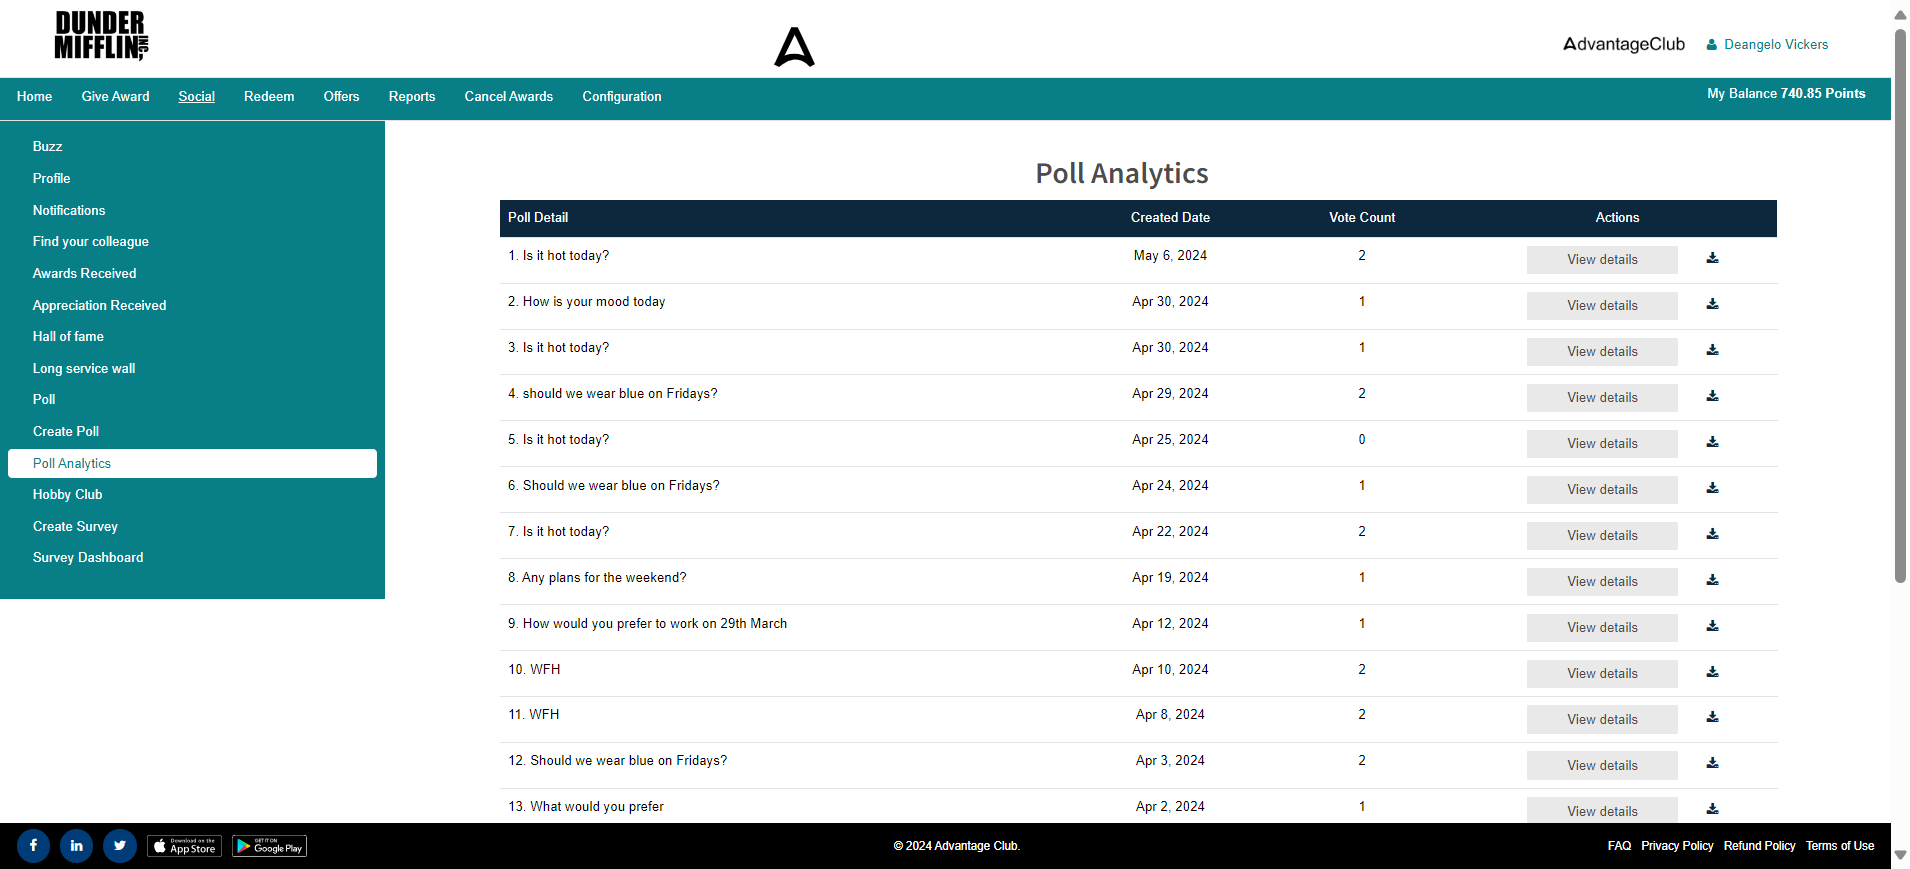 DUNDER
MIFFLIN INC,
AdvantageClub
Deangelo Vickers
Home Give Award Social Redeem Offers Reports Cancel Awards Configuration
My Balance 740.85 Points
Buzz
Profile
Notifications
Find your colleague
Awards Received
Appreciation Received
Hall of fame
Long service wall
Poll
Create Poll
Poll Analytics
Hobby Club
Create Survey
Survey Dashboard
Poll Analytics
Poll Detail Created Date Vote Count Actions
1. Is it hot today? May 6, 2024 2 View details
2. How is your mood today Apr 30, 2024 1 View details
3. Is it hot today? Apr 30, 2024 1 View details
4. should we wear blue on Fridays? Apr 29, 2024 2 View details
5. Is it hot today? Apr 25, 2024 0 View details
6. Should we wear blue on Fridays? Apr 24, 2024 1 View details
7. Is it hot today? Apr 22, 2024 2 View details
8. Any plans for the weekend? Apr 19, 2024 1 View details
9. How would you prefer to work on 29th March Apr 12, 2024 1 View details
10. WFH Apr 10, 2024 2 View details
11. WFH Apr 8, 2024 2 View details
12. Should we wear blue on Fridays? Apr 3, 2024 2 View details
13. What would you prefer Apr 2, 2024 1 View details
Download on the App Store
GET IT ON Google Play
© 2024 Advantage Club.
FAQ Privacy Policy Refund Policy Terms of Use